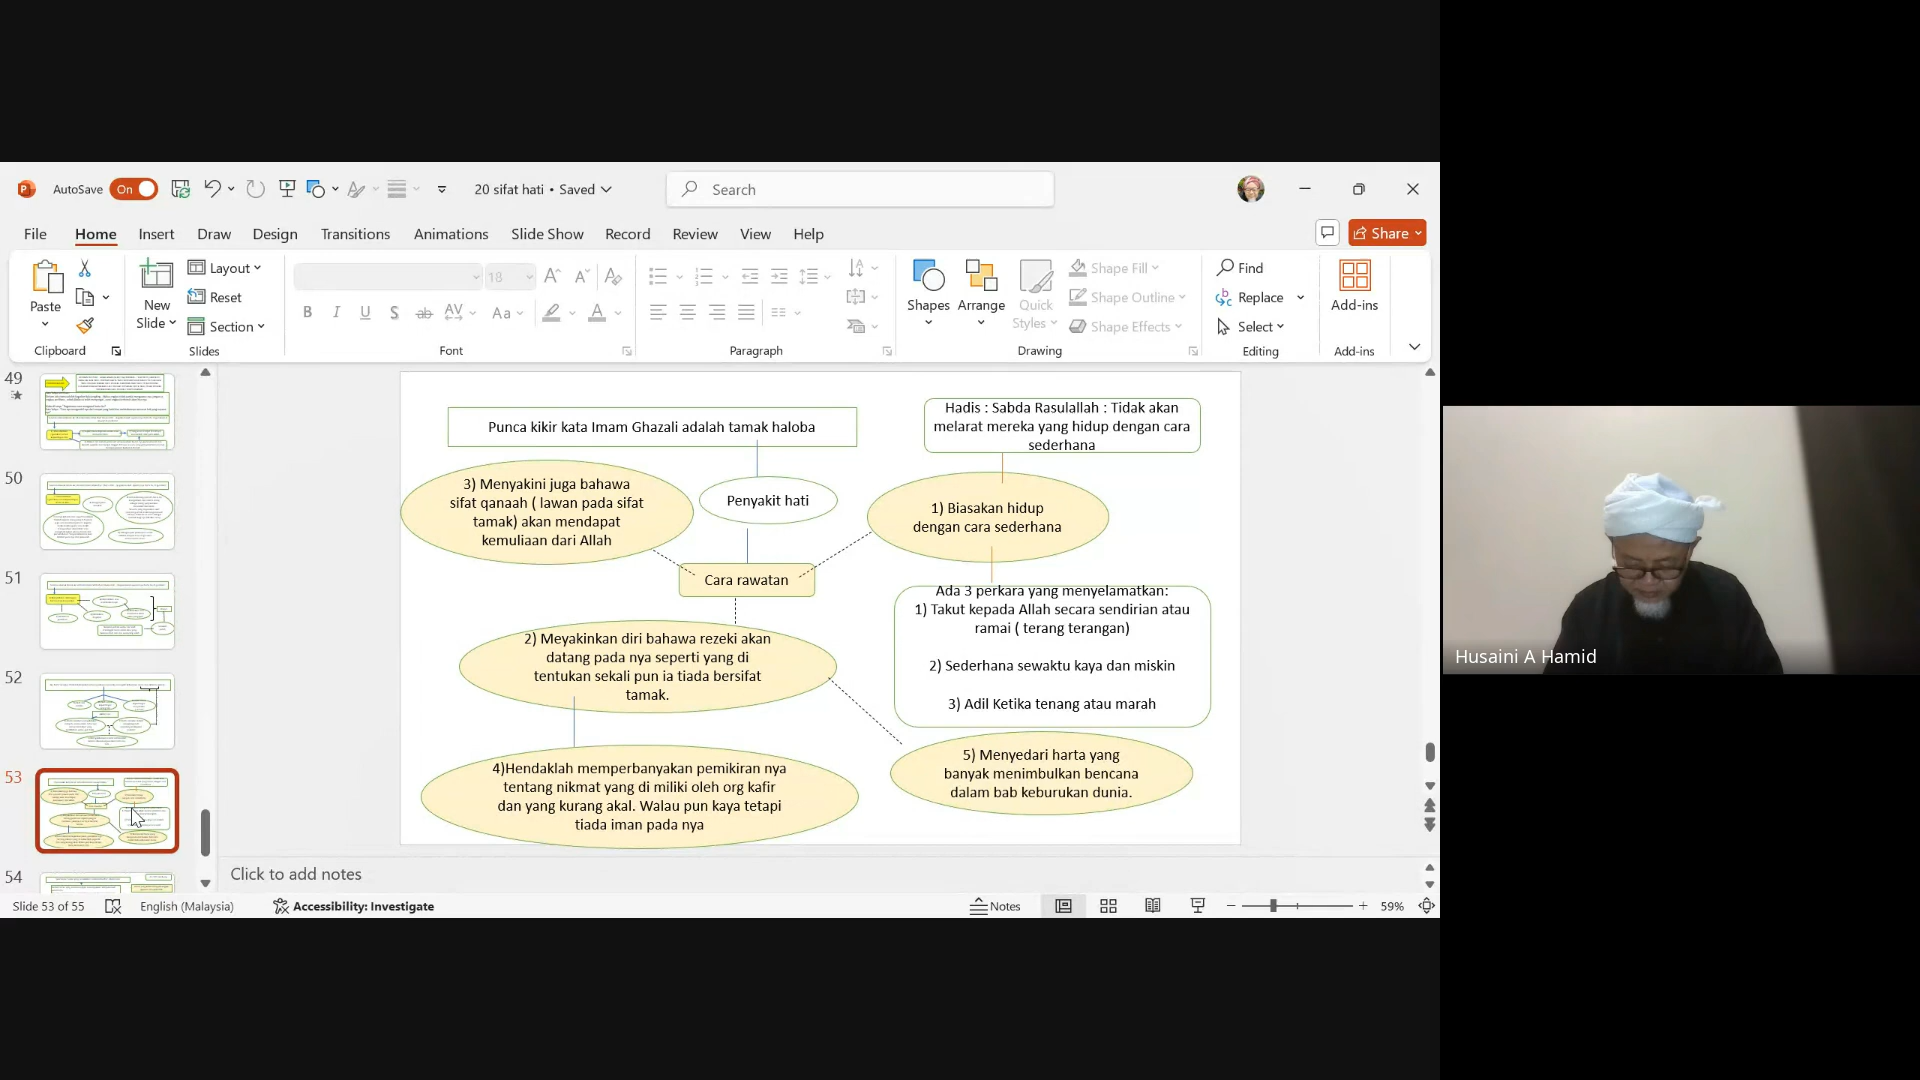 AutoSave On
20 sifat hati • Saved
Search
File Home Insert Draw Design Transitions Animations Slide Show Record Review View Help
Share
Paste
New
Slide
Layout
Reset
Section
18
B I U S ab AV Aa A
Shapes
Arrange
Quick
Styles
Shape Fill
Shape Outline
Shape Effects
Find
Replace
Select
Add-ins
Clipboard
Slides
Font
Paragraph
Drawing
Editing
Add-ins
49
50
51
52
53
54
Punca kikir kata Imam Ghazali adalah tamak haloba
Hadis : Sabda Rasulallah : Tidak akan
melarat mereka yang hidup dengan cara
sederhana
3) Menyakini juga bahawa
sifat qanaah ( lawan pada sifat
tamak) akan mendapat
kemuliaan dari Allah
Penyakit hati
1) Biasakan hidup
dengan cara sederhana
Cara rawatan
Ada 3 perkara yang menyelamatkan:
1) Takut kepada Allah secara sendirian atau
ramai ( terang terangan)
2) Sederhana sewaktu kaya dan miskin
3) Adil Ketika tenang atau marah
2) Meyakinkan diri bahawa rezeki akan
datang pada nya seperti yang di
tentukan sekali pun ia tiada bersifat
tamak.
4)Hendaklah memperbanyakan pemikiran nya
tentang nikmat yang di miliki oleh org kafir
dan yang kurang akal. Walau pun kaya tetapi
tiada iman pada nya
5) Menyedari harta yang
banyak menimbulkan bencana
dalam bab keburukan dunia.
Click to add notes
Slide 53 of 55
English (Malaysia)
Accessibility: Investigate
Notes
59%
Husaini A Hamid